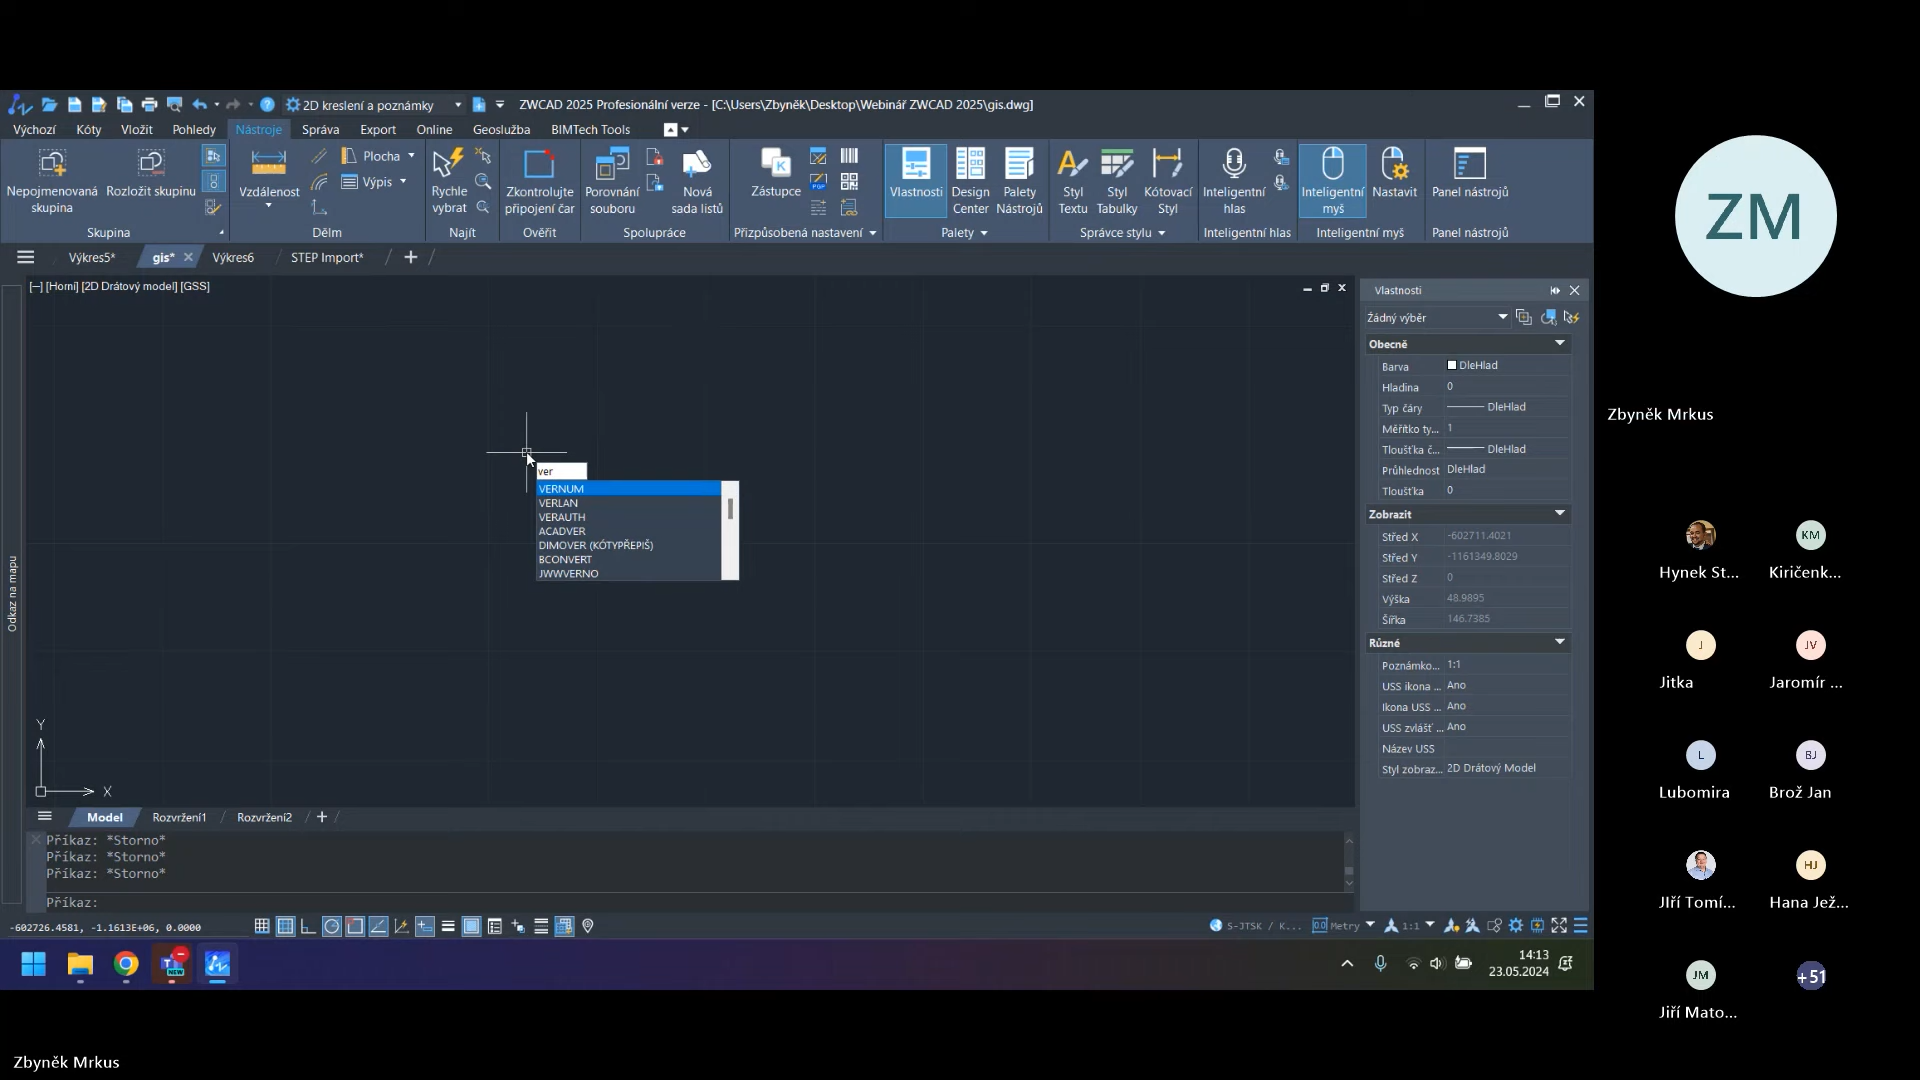 2D kreslení a poznámky
ZWCAD 2025 Profesionální verze - [C:\Users\Zbyněk\Desktop\Webinář ZWCAD 2025\gis.dwg]
Výchozí Kóty Vložit Pohledy Nástroje Správa Export Online Geoslužba BIMTech Tools
Nepojmenovaná skupina
Rozložit skupinu
Skupina
Vzdálenost
Plocha
Výpis
Dělm
Rychle vybrat
Najít
Zkontrolujte připojení čar
Ověřit
Porovnání souboru
Nová sada listů
Spolupráce
Zástupce
PGP
Přizpůsobená nastavení
Vlastnosti
Design Center
Palety Nástrojů
Palety
Styl Textu
Styl Tabulky
Kótovací Styl
Správce stylu
Inteligentní hlas
Inteligentní hlas
Inteligentní myš
Nastavit
Inteligentní myš
Panel nástrojů
Panel nástrojů
Výkres5* gis* Výkres6 STEP Import*
[−] [Horní] [2D Drátový model] [GSS]
Odkaz na mapu
ver
VERNUM
VERLAN
VERAUTH
ACADVER
DIMOVER (KÓTYPŘEPIŠ)
BCONVERT
JWWVERNO
Y
X
Vlastnosti
Žádný výběr
Obecně
Barva DleHlad
Hladina 0
Typ čáry DleHlad
Měřítko ty... 1
Tloušťka č... DleHlad
Průhlednost DleHlad
Tloušťka 0
Zobrazit
Střed X -602711.4021
Střed Y -1161349.8029
Střed Z 0
Výška 48.9895
Šířka 146.7385
Různé
Poznámko... 1:1
USS ikona ... Ano
Ikona USS ... Ano
USS zvlášť ... Ano
Název USS
Styl zobraz... 2D Drátový Model
Model Rozvržení1 Rozvržení2
Příkaz: *Storno*
Příkaz: *Storno*
Příkaz: *Storno*
Příkaz:
-602726.4581, -1.1613E+06, 0.0000
S-JTSK / K... Metry 1:1
NEW
14:13
23.05.2024
ZM
Zbyněk Mrkus
KM
Hynek St... Kiričenk...
J JV
Jitka Jaromír ...
L BJ
Lubomira Brož Jan
HJ
JIří Tomí... Hana Jež...
JM +51
Jiří Mato...
Zbyněk Mrkus